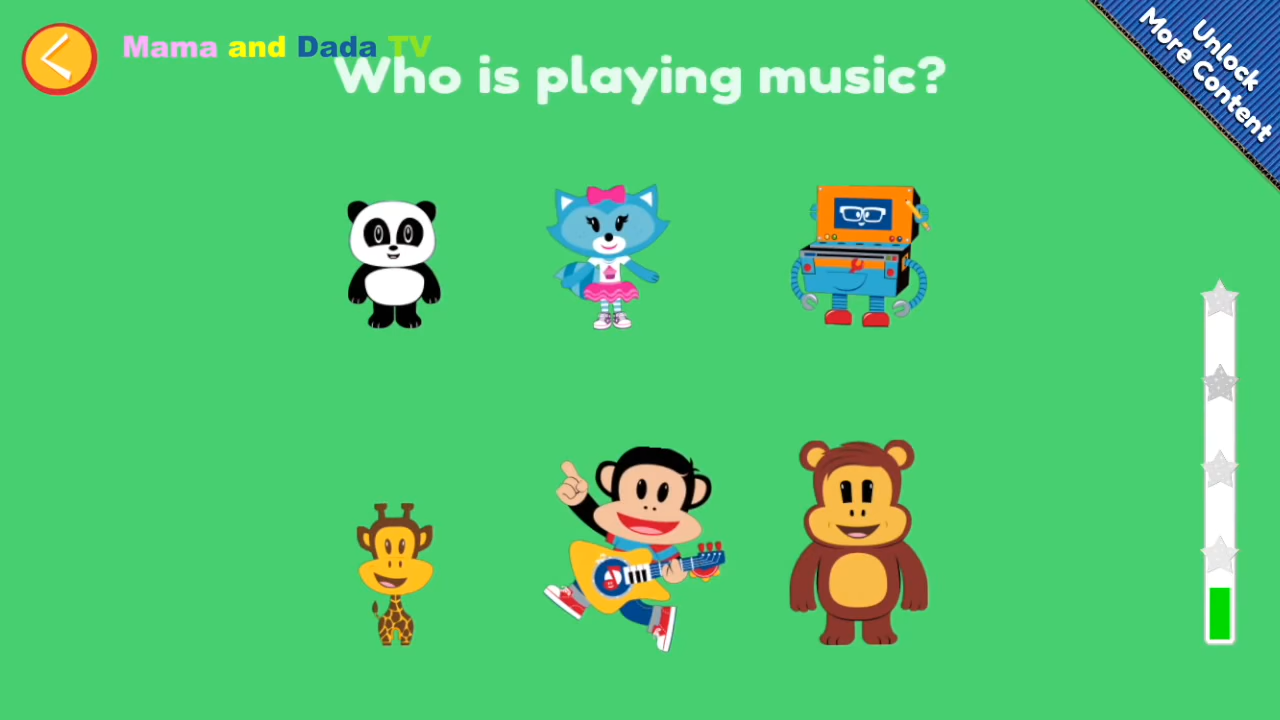 Mama and Dada TV
Who is playing music?
Unlock
More Content